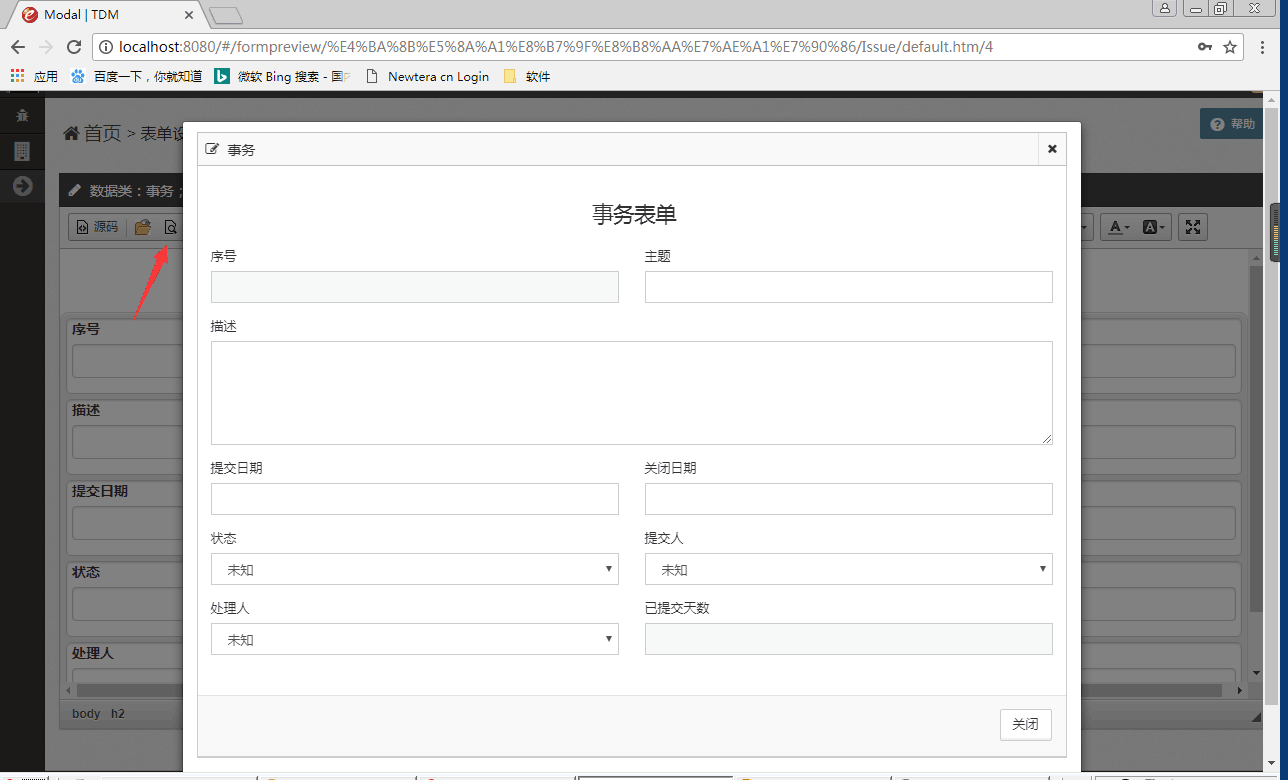 Modal | TDM
localhost:8080/#/formpreview/%E4%BA%8B%E5%8A%A1%E8%B7%9F%E8%B8%AA%E7%AE%A1%E7%90%86/Issue/default.htm/4
应用 百度一下，你就知道 微软 Bing 搜索 - 国 Newtera cn Login 软件
首页 > 表单设
帮助
数据类：事务；
源码
事务
事务表单
序号 主题
描述
提交日期 关闭日期
状态 提交人
未知 未知
处理人 已提交天数
未知
关闭
序号
描述
提交日期
状态
处理人
body h2